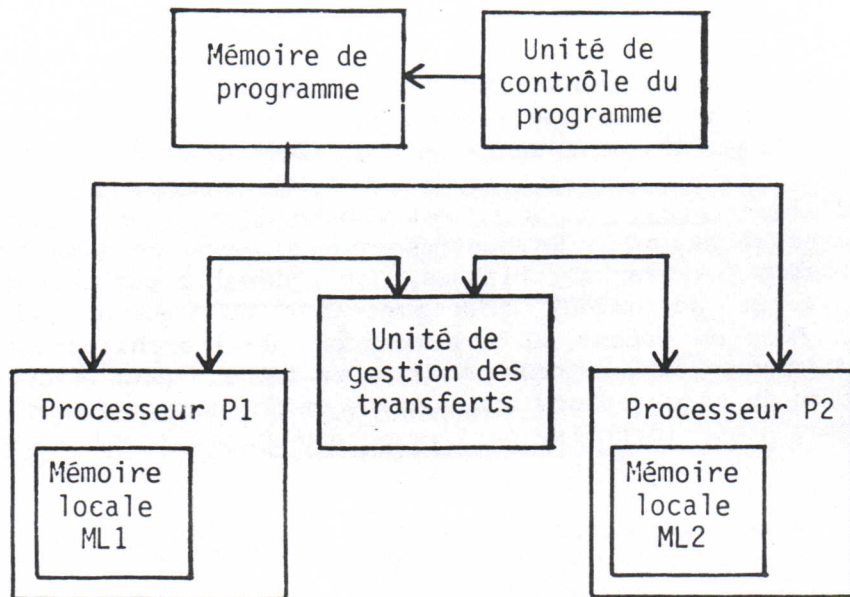 Mémoire de
programme
Unité de
contrôle du
programme
Unité de
gestion des
transferts
Processeur P1
Mémoire
locale
ML1
Processeur P2
Mémoire
locale
ML2